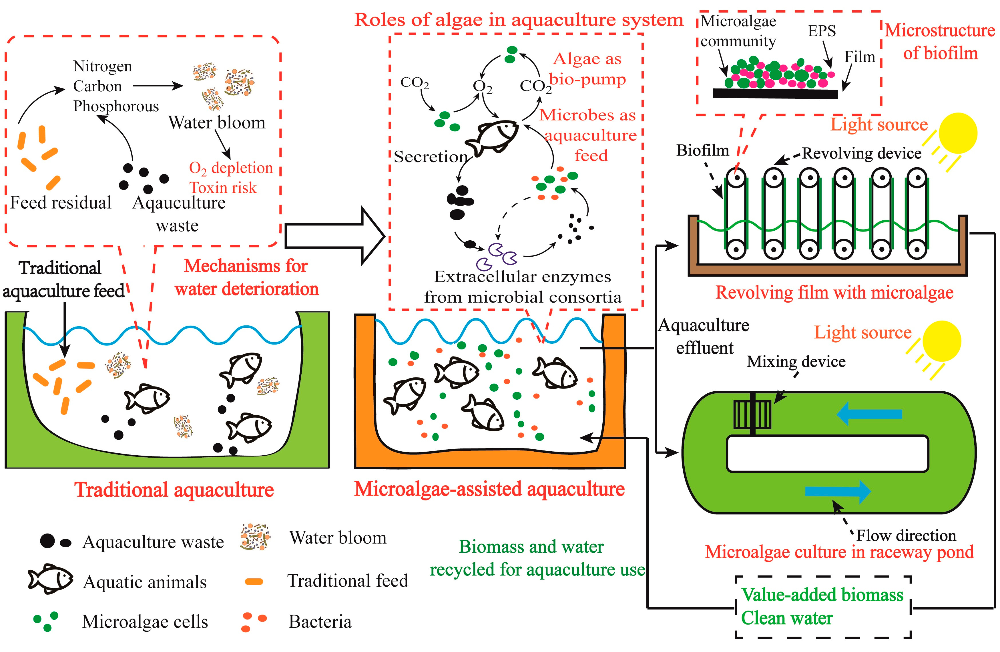 Nitrogen
Carbon
Phosphorous
Water bloom
O2 depletion
Toxin risk
Feed residual
Aqauculture
waste
Traditional
aquaculture feed
Mechanisms for
water deterioration
Traditional aquaculture
Roles of algae in aquaculture system
CO2
O2
CO2
Algae as
bio-pump
Microbes as
aquaculture
feed
Secretion
Extracellular enzymes
from microbial consortia
Microalgae-assisted aquaculture
Microalgae
community
EPS
Film
Microstructure
of biofilm
Light source
Biofilm
Revolving device
Revolving film with microalgae
Aquaculture
effluent
Light source
Mixing device
Flow direction
Microalgae culture in raceway pond
Value-added biomass
Clean water
Biomass and water
recycled for aquaculture use
Aquaculture waste
Water bloom
Aquatic animals
Traditional feed
Microalgae cells
Bacteria